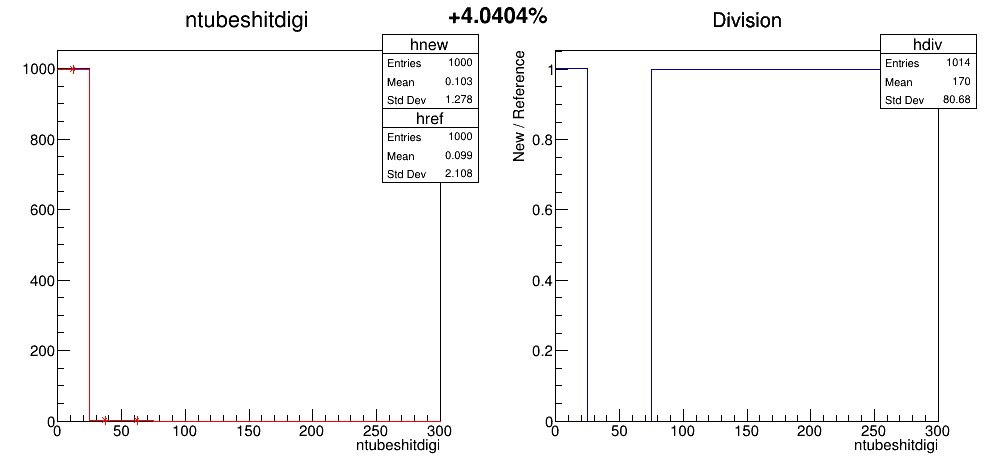 +4.0404%
ntubeshitdigi
hnew
Entries 1000
Mean 0.103
Std Dev 1.278
href
Entries 1000
Mean 0.099
Std Dev 2.108
1000
800
600
400
200
0
0 50 100 150 200 250 300
ntubeshitdigi
Division
hdiv
Entries 1014
Mean 170
Std Dev 80.68
New / Reference
1
0.8
0.6
0.4
0.2
0
0 50 100 150 200 250 300
ntubeshitdigi